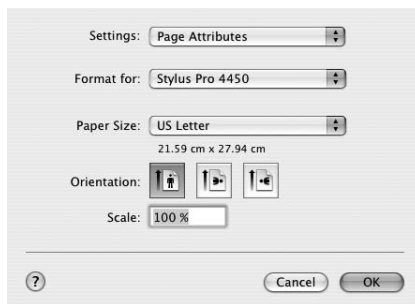 Settings: Page Attributes
Format for: Stylus Pro 4450
Paper Size: US Letter
21.59 cm x 27.94 cm
Orientation:
Scale: 100 %
? Cancel OK